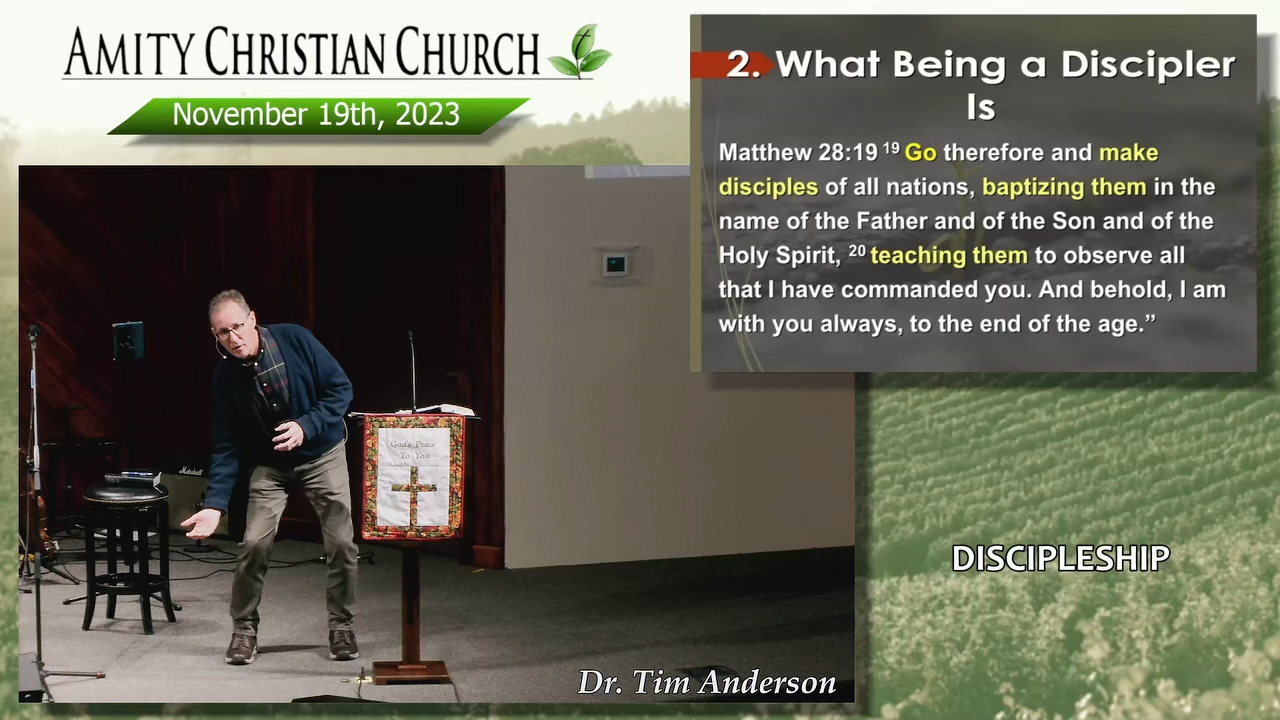 AMITY CHRISTIAN CHURCH
November 19th, 2023
2. What Being a Discipler
Is
Matthew 28:19 19 Go therefore and make
disciples of all nations, baptizing them in the
name of the Father and of the Son and of the
Holy Spirit, 20 teaching them to observe all
that I have commanded you. And behold, I am
with you always, to the end of the age.”
Marshall
God's Peace
To You
DISCIPLESHIP
Dr. Tim Anderson